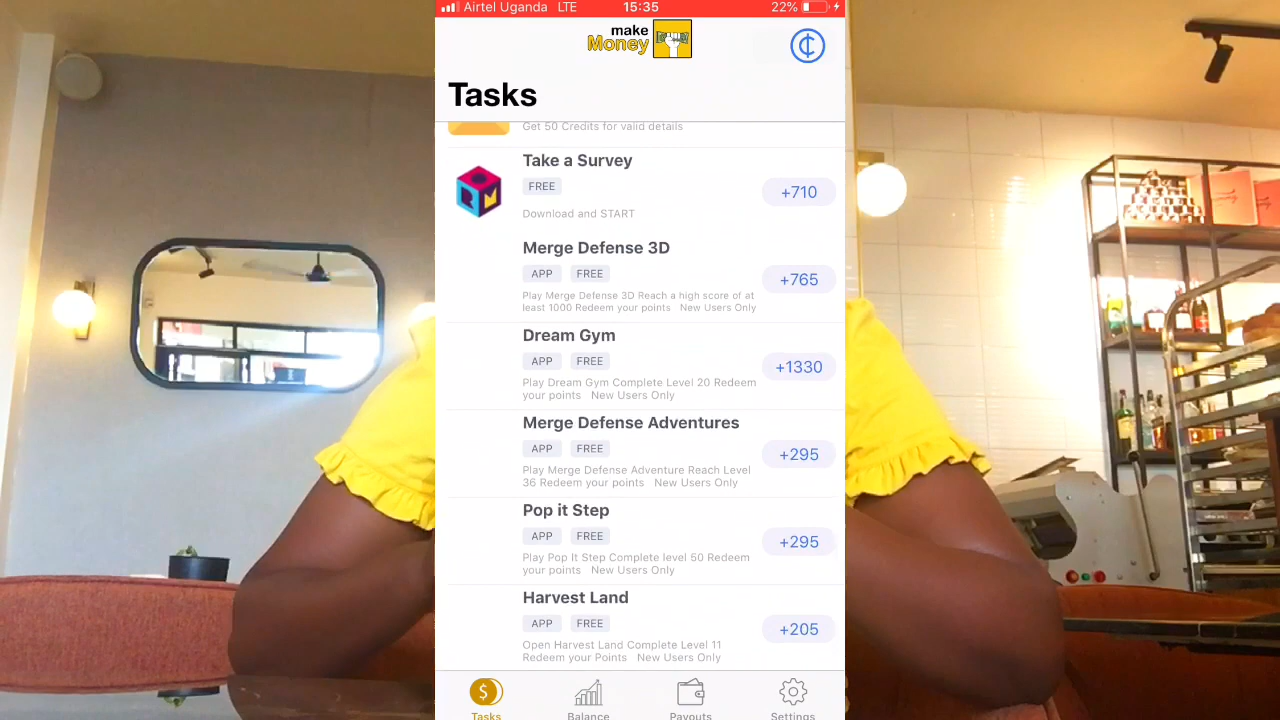 Airtel Uganda LTE 15:35 22%
make
Money
Tasks
Get 50 Credits for valid details
Take a Survey
FREE
+710
Download and START
Merge Defense 3D
APP FREE
+765
Play Merge Defense 3D Reach a high score of at
least 1000 Redeem your points New Users Only
Dream Gym
APP FREE
+1330
Play Dream Gym Complete Level 20 Redeem
your points New Users Only
Merge Defense Adventures
APP FREE
+295
Play Merge Defense Adventure Reach Level
36 Redeem your points New Users Only
Pop it Step
APP FREE
+295
Play Pop It Step Complete level 50 Redeem
your points New Users Only
Harvest Land
APP FREE
+205
Open Harvest Land Complete Level 11
Redeem your Points New Users Only
Tasks Balance Payouts Settings